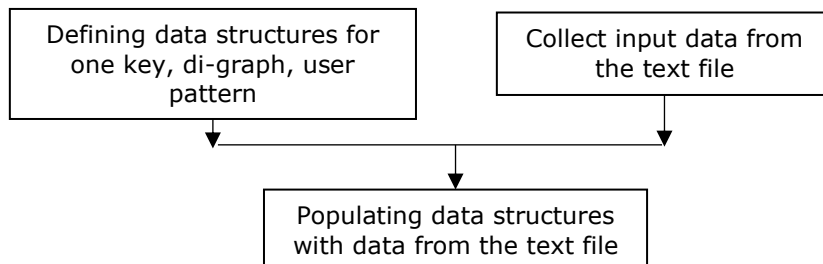 Defining data structures for
one key, di-graph, user
pattern
Collect input data from
the text file
Populating data structures
with data from the text file